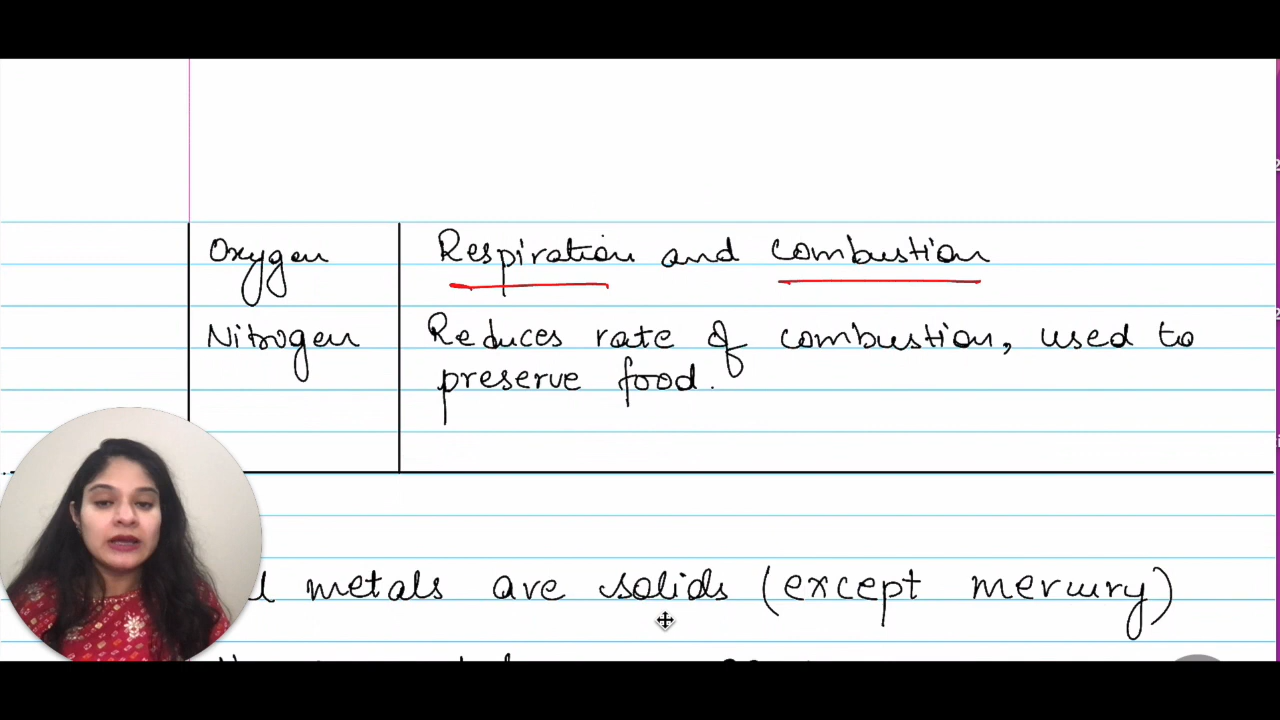 Oxygen Respiration and combustion
Nitrogen Reduces rate of combustion, used to
preserve food.
metals are solids (except mercury)